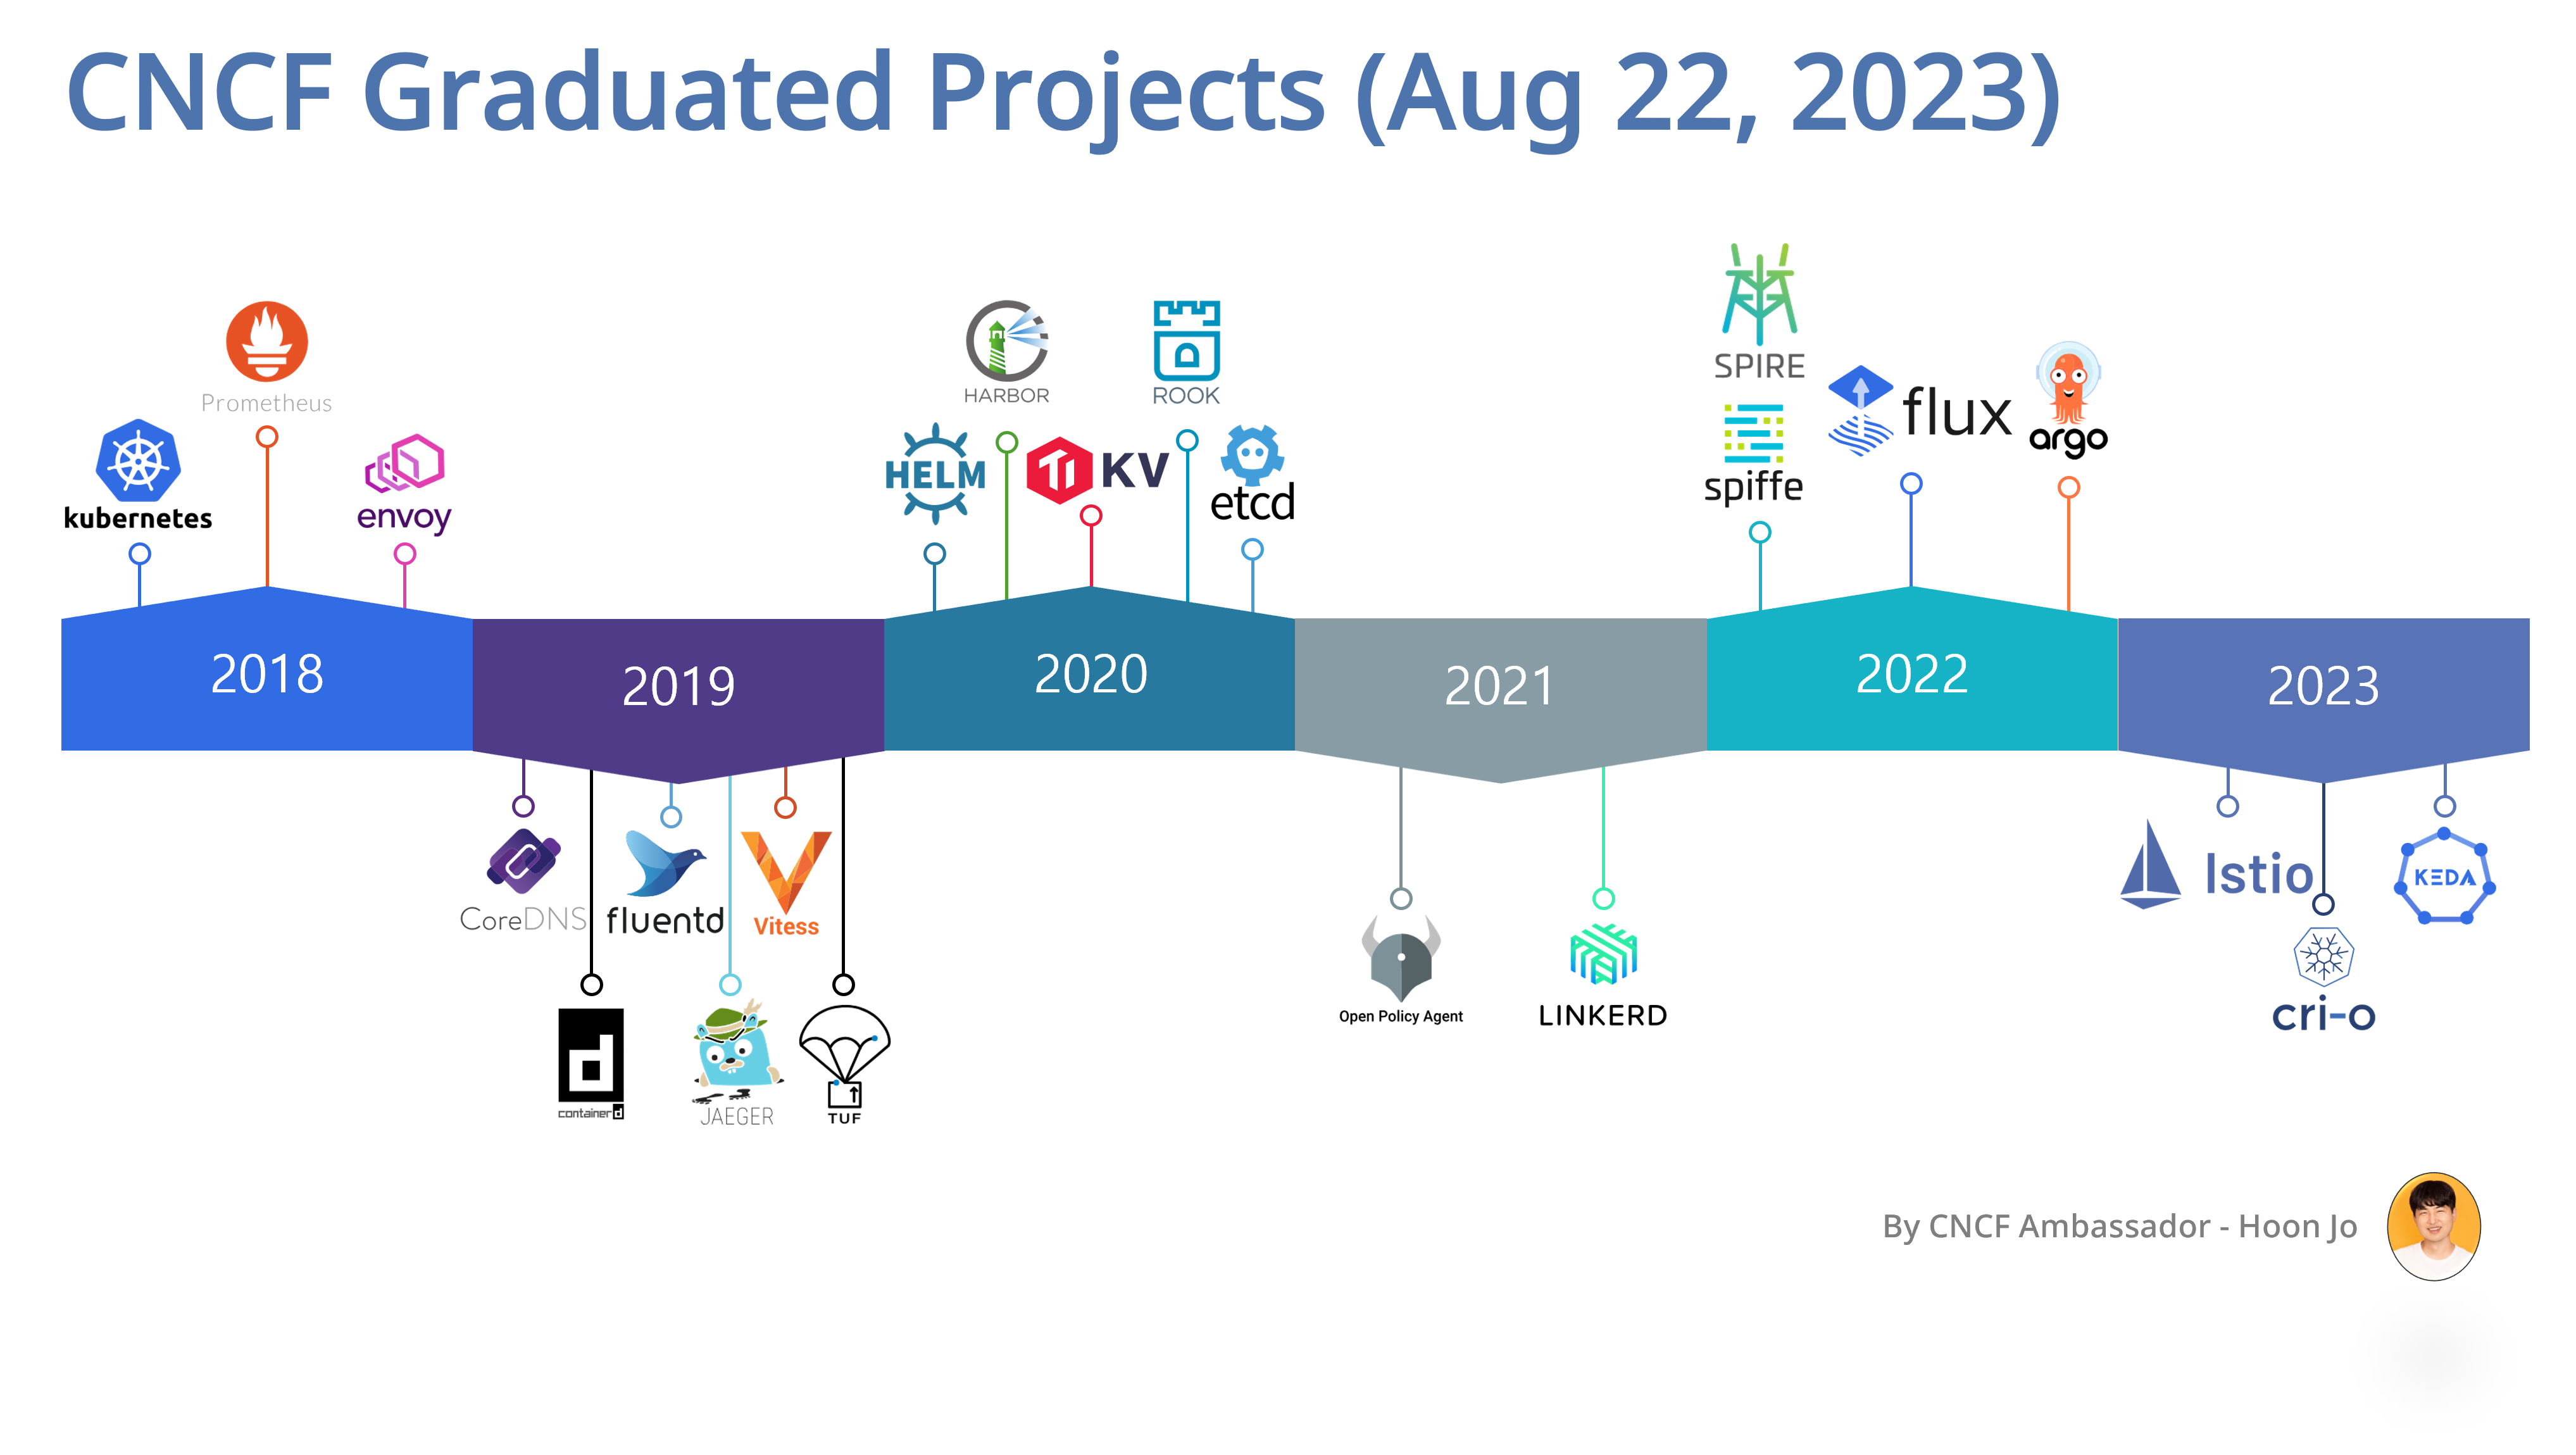 CNCF Graduated Projects (Aug 22, 2023)
kubernetes
Prometheus
envoy
HELM
HARBOR
TiKV
ROOK
etcd
SPIRE
spiffe
flux
argo
2018
2019
2020
2021
2022
2023
CoreDNS
containerd
fluentd
JAEGER
Vitess
TUF
Open Policy Agent
LINKERD
Istio
cri-o
KEDA
By CNCF Ambassador - Hoon Jo